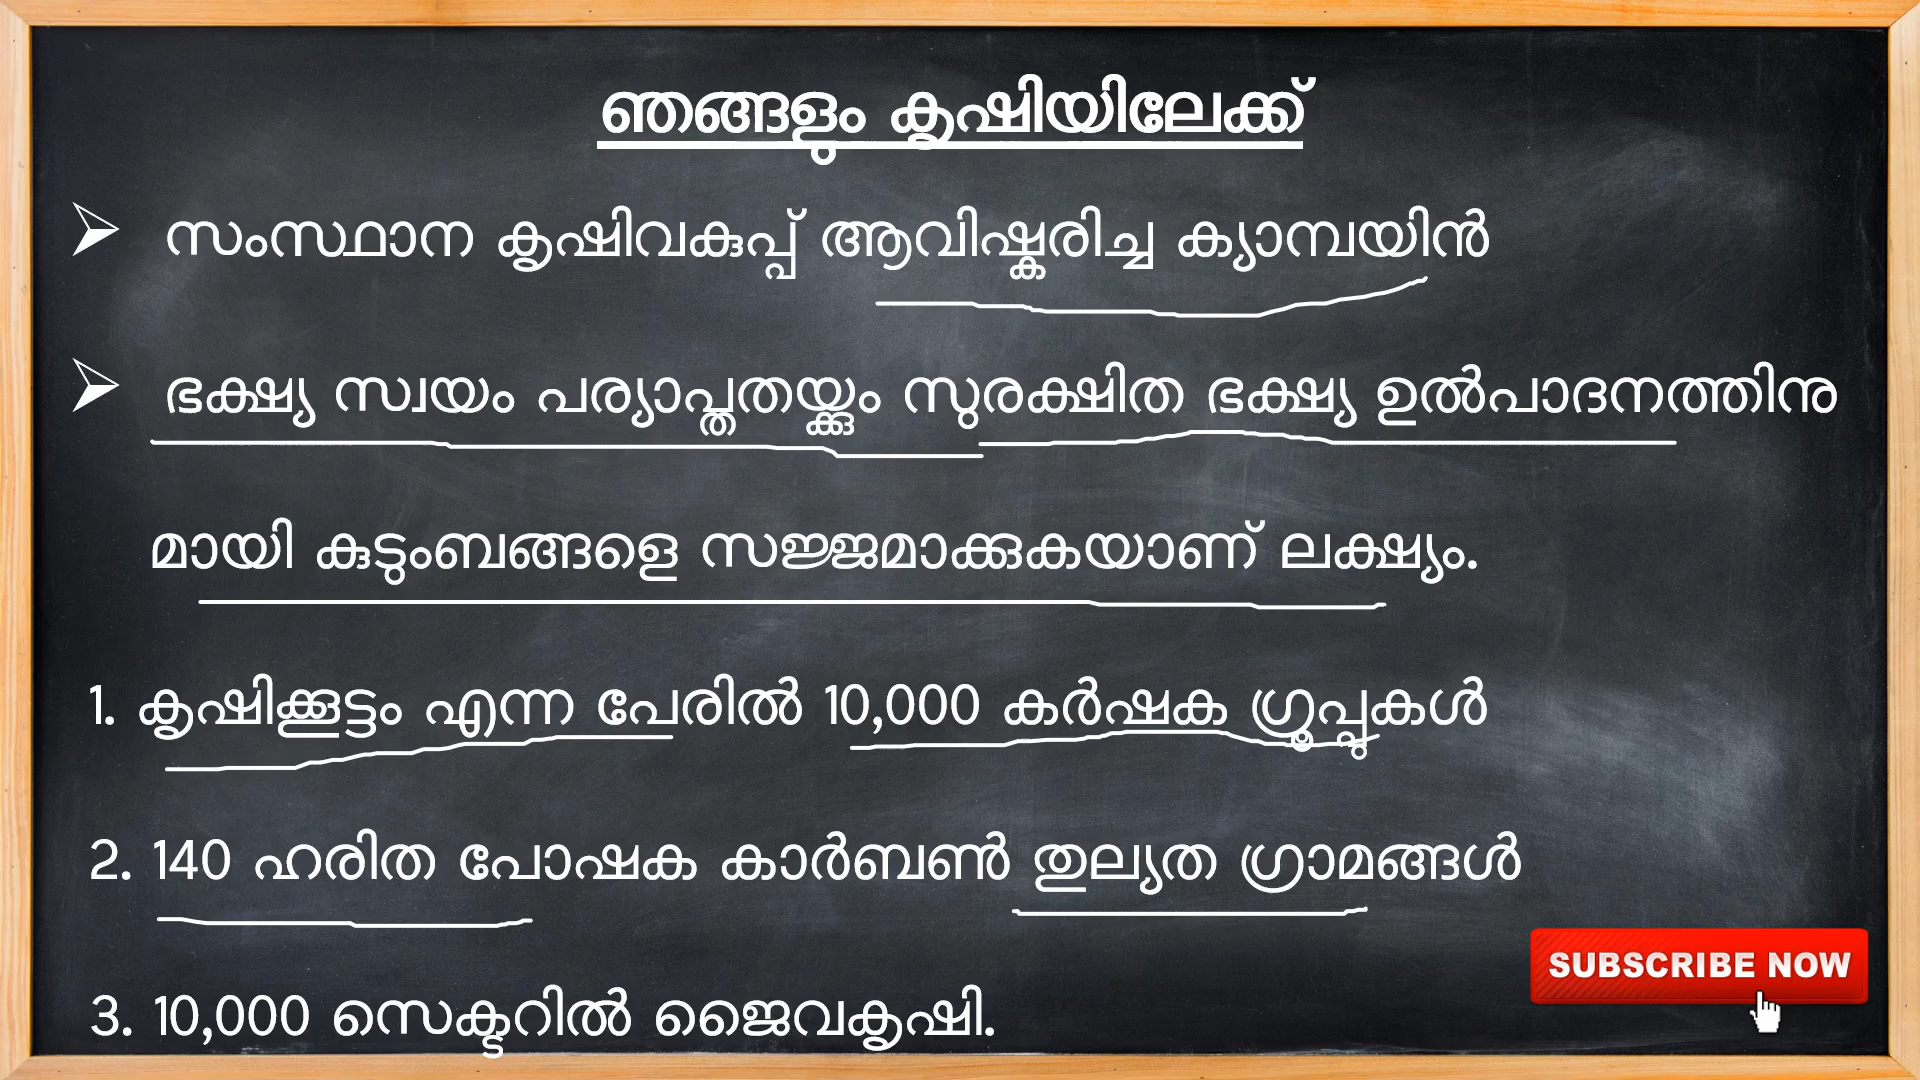 ഞങ്ങളും കൃഷിയിലേക്ക്
സംസ്ഥാന കൃഷിവകുപ്പ് ആവിഷ്കരിച്ച ക്യാമ്പയിൻ
ഭക്ഷ്യ സ്വയം പര്യാപ്തതയ്ക്കും സുരക്ഷിത ഭക്ഷ്യ ഉൽപാദനത്തിനു
മായി കുടുംബങ്ങളെ സജ്ജമാക്കുകയാണ് ലക്ഷ്യം.
1. കൃഷിക്കൂട്ടം എന്ന പേരിൽ 10,000 കർഷക ഗ്രൂപ്പുകൾ
2. 140 ഹരിത പോഷക കാർബൺ തുല്യത ഗ്രാമങ്ങൾ
SUBSCRIBE NOW
3. 10,000 സെക്ടറിൽ ജൈവകൃഷി.